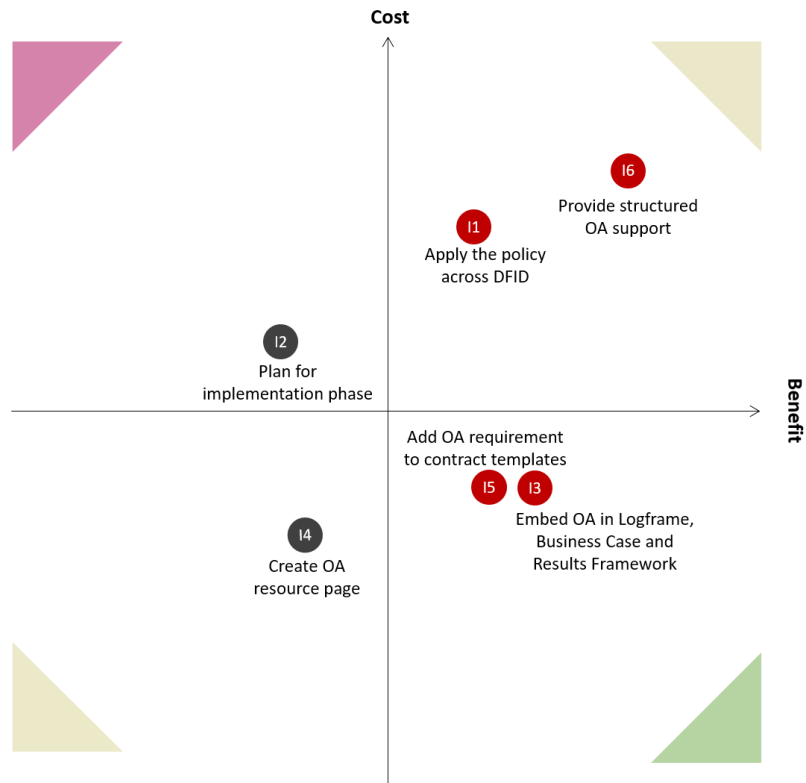 Cost
I6
Provide structured
OA support
I1
Apply the policy
across DFID
I2
Plan for
implementation phase
Benefit
Add OA requirement
to contract templates
I5
I3
Embed OA in Logframe,
Business Case and
Results Framework
I4
Create OA
resource page